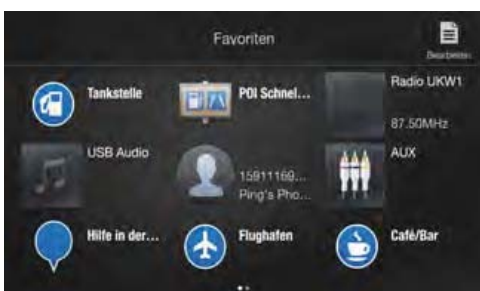 Favoriten
Bearbeiten
Tankstelle
POI Schnel...
Radio UKW1
87.50MHz
USB Audio
15911169...
Ping's Pho...
AUX
Hilfe in der...
Flughafen
Café/Bar